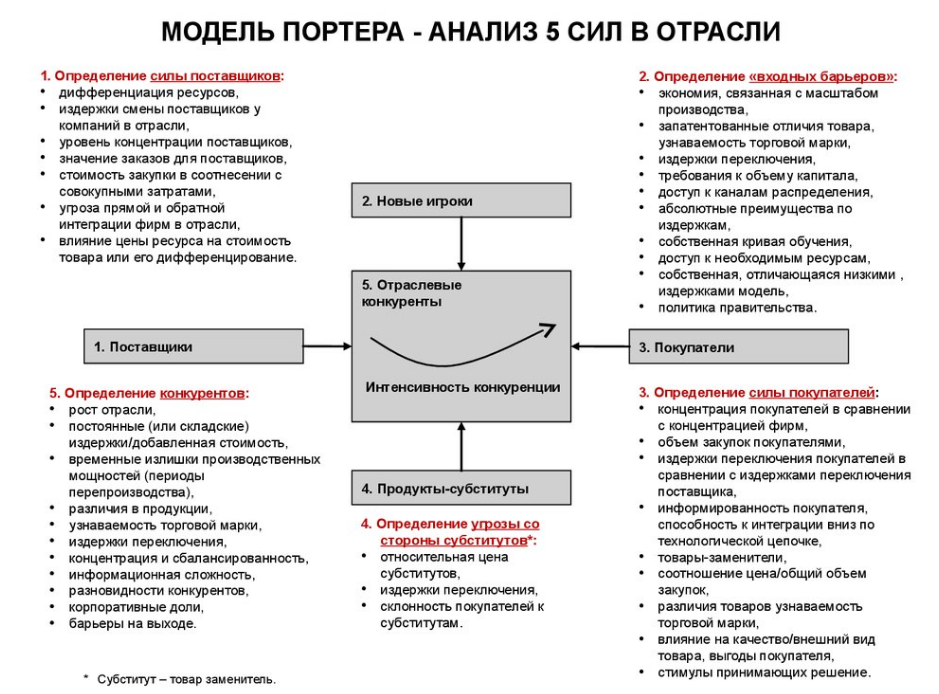 МОДЕЛЬ ПОРТЕРА - АНАЛИЗ 5 СИЛ В ОТРАСЛИ
1. Определение силы поставщиков:
• дифференциация ресурсов,
• издержки смены поставщиков у
компаний в отрасли,
• уровень концентрации поставщиков,
• значение заказов для поставщиков,
• стоимость закупки в соотнесении с
совокупными затратами,
• угроза прямой и обратной
интеграции фирм в отрасли,
• влияние цены ресурса на стоимость
товара или его дифференцирование.
2. Определение «входных барьеров»:
• экономия, связанная с масштабом
производства,
• запатентованные отличия товара,
узнаваемость торговой марки,
• издержки переключения,
• требования к объему капитала,
• доступ к каналам распределения,
• абсолютные преимущества по
издержкам,
• собственная кривая обучения,
• доступ к необходимым ресурсам,
• собственная, отличающаяся низкими ,
издержками модель,
• политика правительства.
2. Новые игроки
5. Отраслевые
конкуренты
Интенсивность конкуренции
1. Поставщики
3. Покупатели
4. Продукты-субституты
5. Определение конкурентов:
• рост отрасли,
• постоянные (или складские)
издержки/добавленная стоимость,
• временные излишки производственных
мощностей (периоды
перепроизводства),
• различия в продукции,
• узнаваемость торговой марки,
• издержки переключения,
• концентрация и сбалансированность,
• информационная сложность,
• разновидности конкурентов,
• корпоративные доли,
• барьеры на выходе.
4. Определение угрозы со
стороны субститутов*:
• относительная цена
субститутов,
• издержки переключения,
• склонность покупателей к
субститутам.
3. Определение силы покупателей:
• концентрация покупателей в сравнении
с концентрацией фирм,
• объем закупок покупателями,
• издержки переключения покупателей в
сравнении с издержками переключения
поставщика,
• информированность покупателя,
способность к интеграции вниз по
технологической цепочке,
• товары-заменители,
• соотношение цена/общий объем
закупок,
• различия товаров узнаваемость
торговой марки,
• влияние на качество/внешний вид
товара, выгоды покупателя,
• стимулы принимающих решение.
* Субститут – товар заменитель.